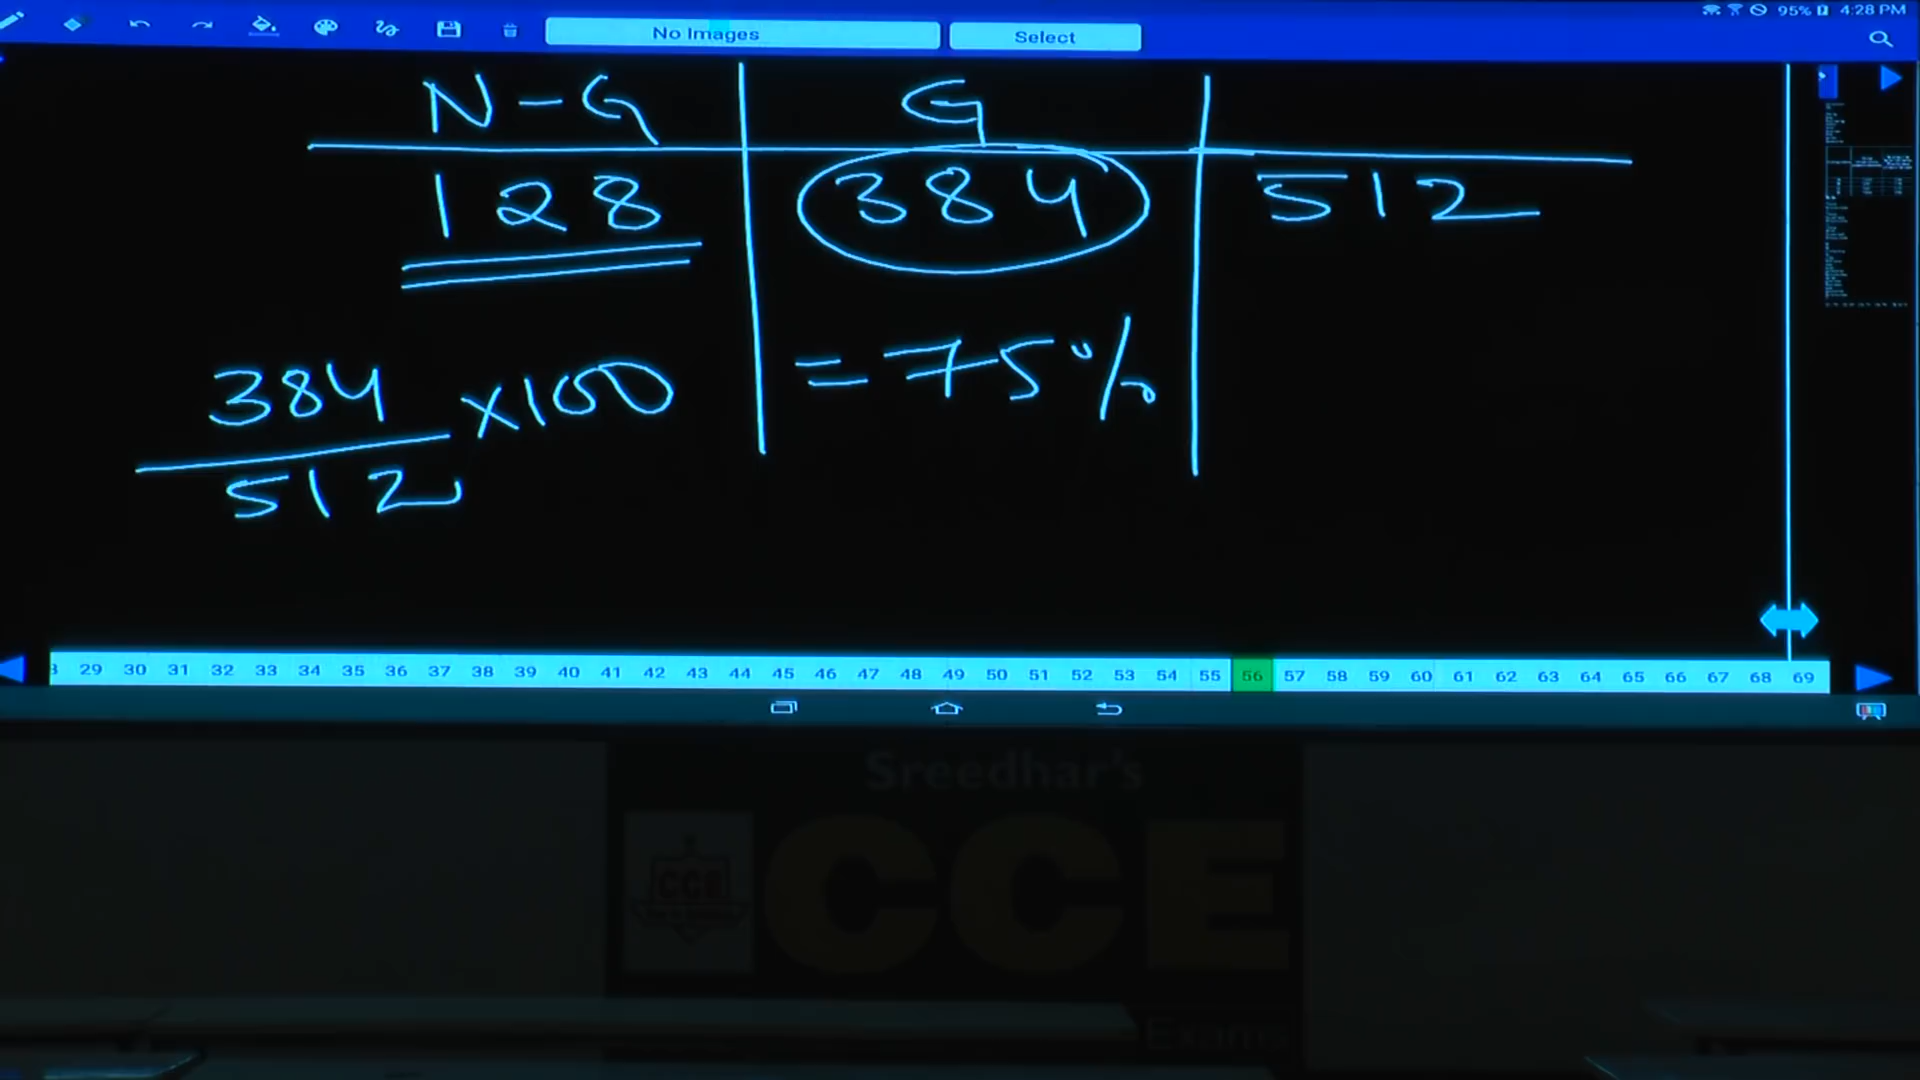 95% 4:28 PM
No Images Select
N-G G
128 384 512
384
——— ×100 = 75%
512
29 30 31 32 33 34 35 36 37 38 39 40 41 42 43 44 45 46 47 48 49 50 51 52 53 54 55 56 57 58 59 60 61 62 63 64 65 66 67 68 69
Sreedhar's
CCE
CCE
Exams